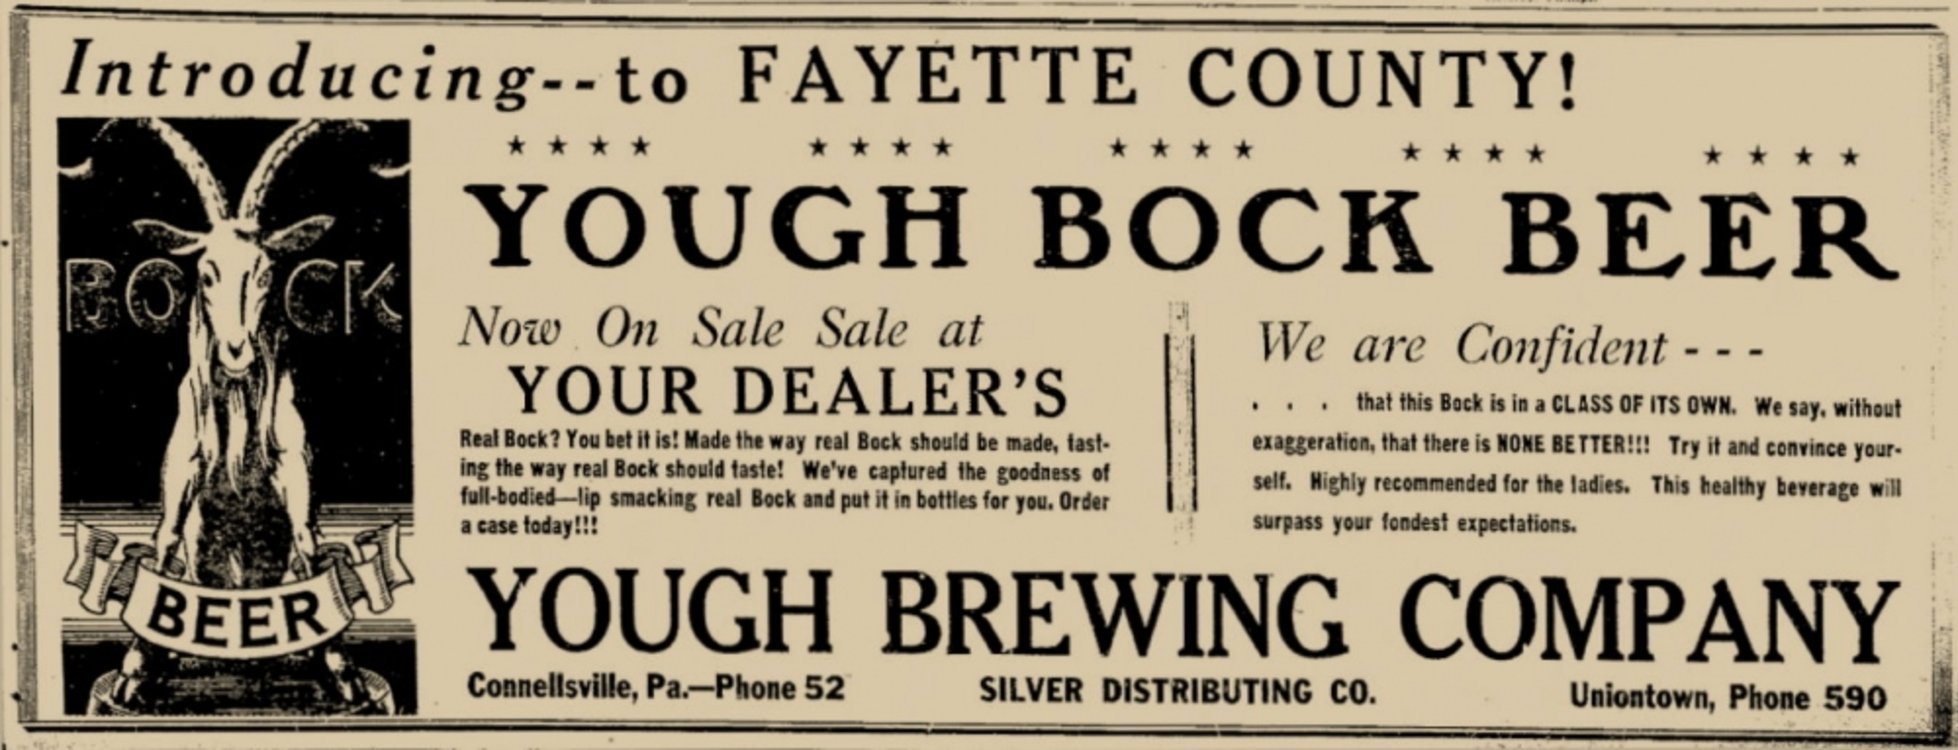 Introducing--to FAYETTE COUNTY!
★ ★ ★ ★ ★ ★ ★ ★ ★ ★ ★ ★ ★ ★ ★ ★ ★ ★ ★ ★
BOCK
BEER
YOUGH BOCK BEER
Now On Sale Sale at
YOUR DEALER'S
Real Bock? You bet it is! Made the way real Bock should be made, tast-
ing the way real Bock should taste! We've captured the goodness of
full-bodied—lip smacking real Bock and put it in bottles for you. Order
a case today!!!
We are Confident - - -
. . . that this Bock is in a CLASS OF ITS OWN. We say, without
exaggeration, that there is NONE BETTER!!! Try it and convince your-
self. Highly recommended for the ladies. This healthy beverage will
surpass your fondest expectations.
YOUGH BREWING COMPANY
Connellsville, Pa.—Phone 52 SILVER DISTRIBUTING CO. Uniontown, Phone 590